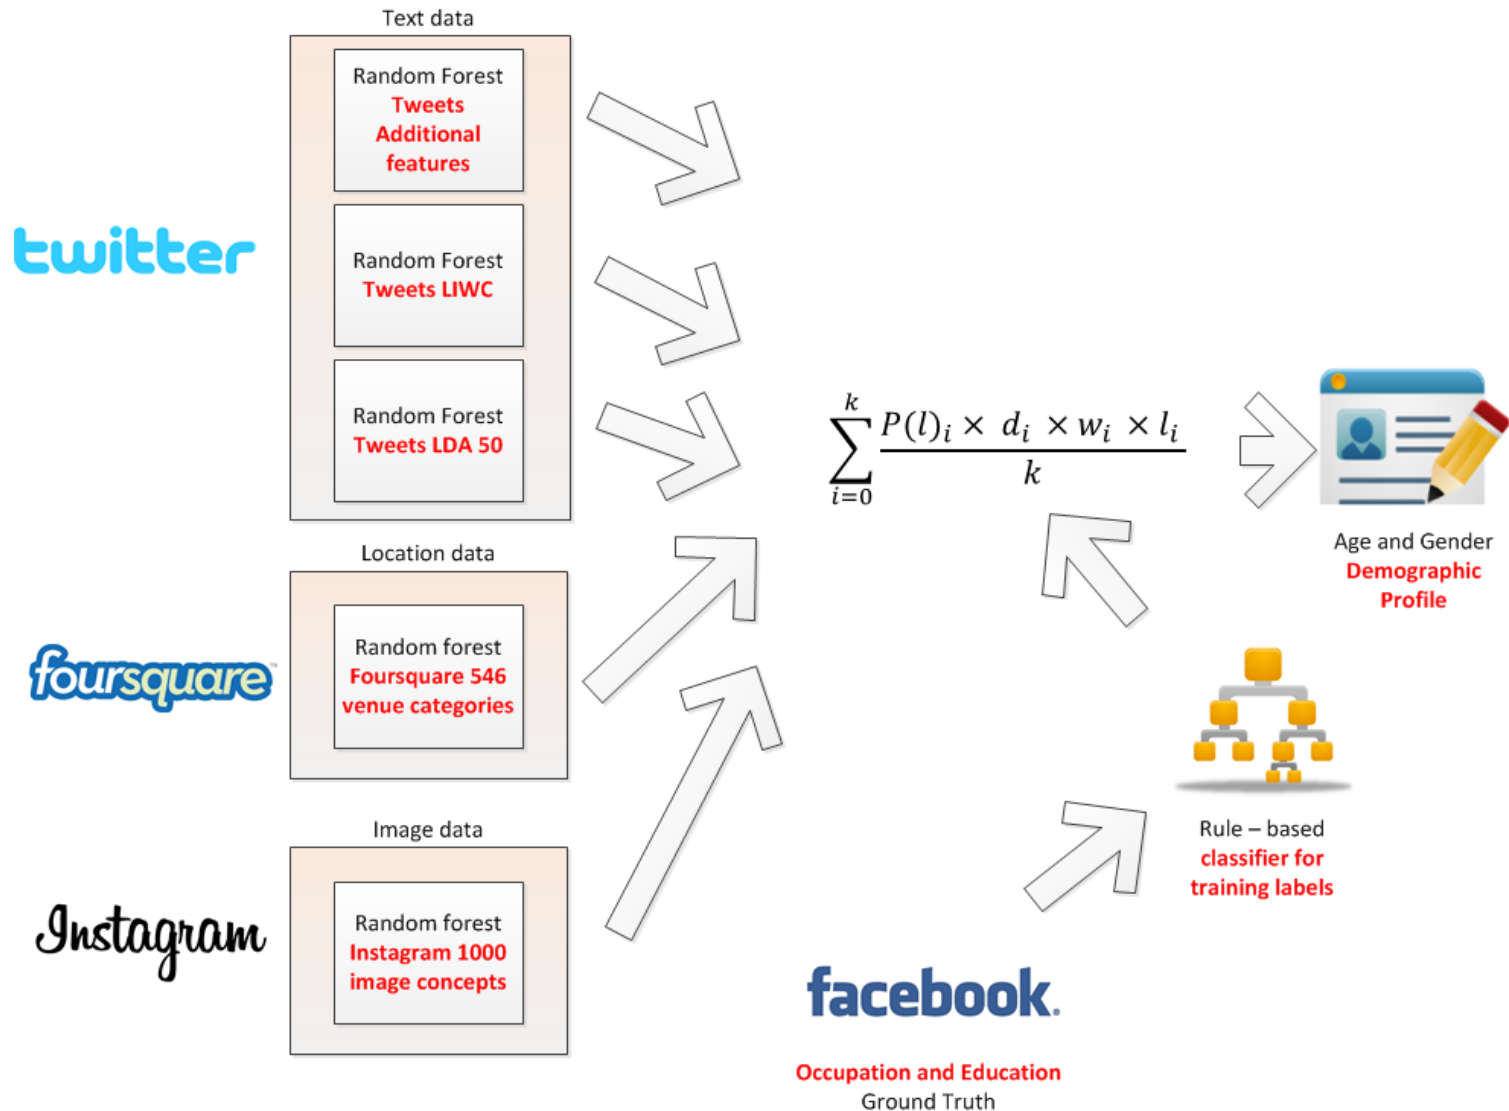 Text data
Random Forest
Tweets
Additional
features
twitter
Random Forest
Tweets LIWC
Random Forest
Tweets LDA 50
Location data
foursquare™
Random forest
Foursquare 546
venue categories
Image data
Instagram
Random forest
Instagram 1000
image concepts
k
∑
i=0
P(l)ᵢ × dᵢ × wᵢ × lᵢ
k
Age and Gender
Demographic
Profile
Rule – based
classifier for
training labels
facebook.
Occupation and Education
Ground Truth